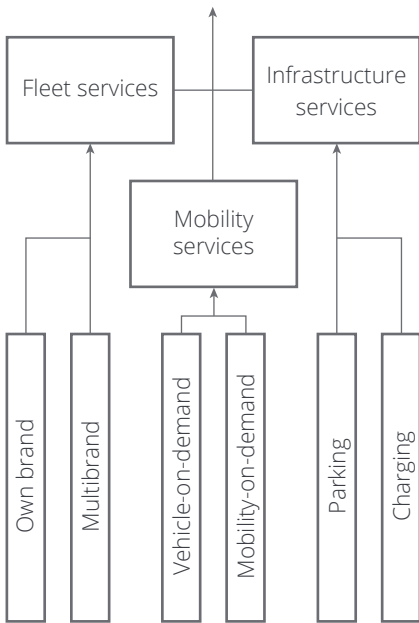 Fleet services
Infrastructure
services
Mobility
services
Own brand
Multibrand
Vehicle-on-demand
Mobility-on-demand
Parking
Charging